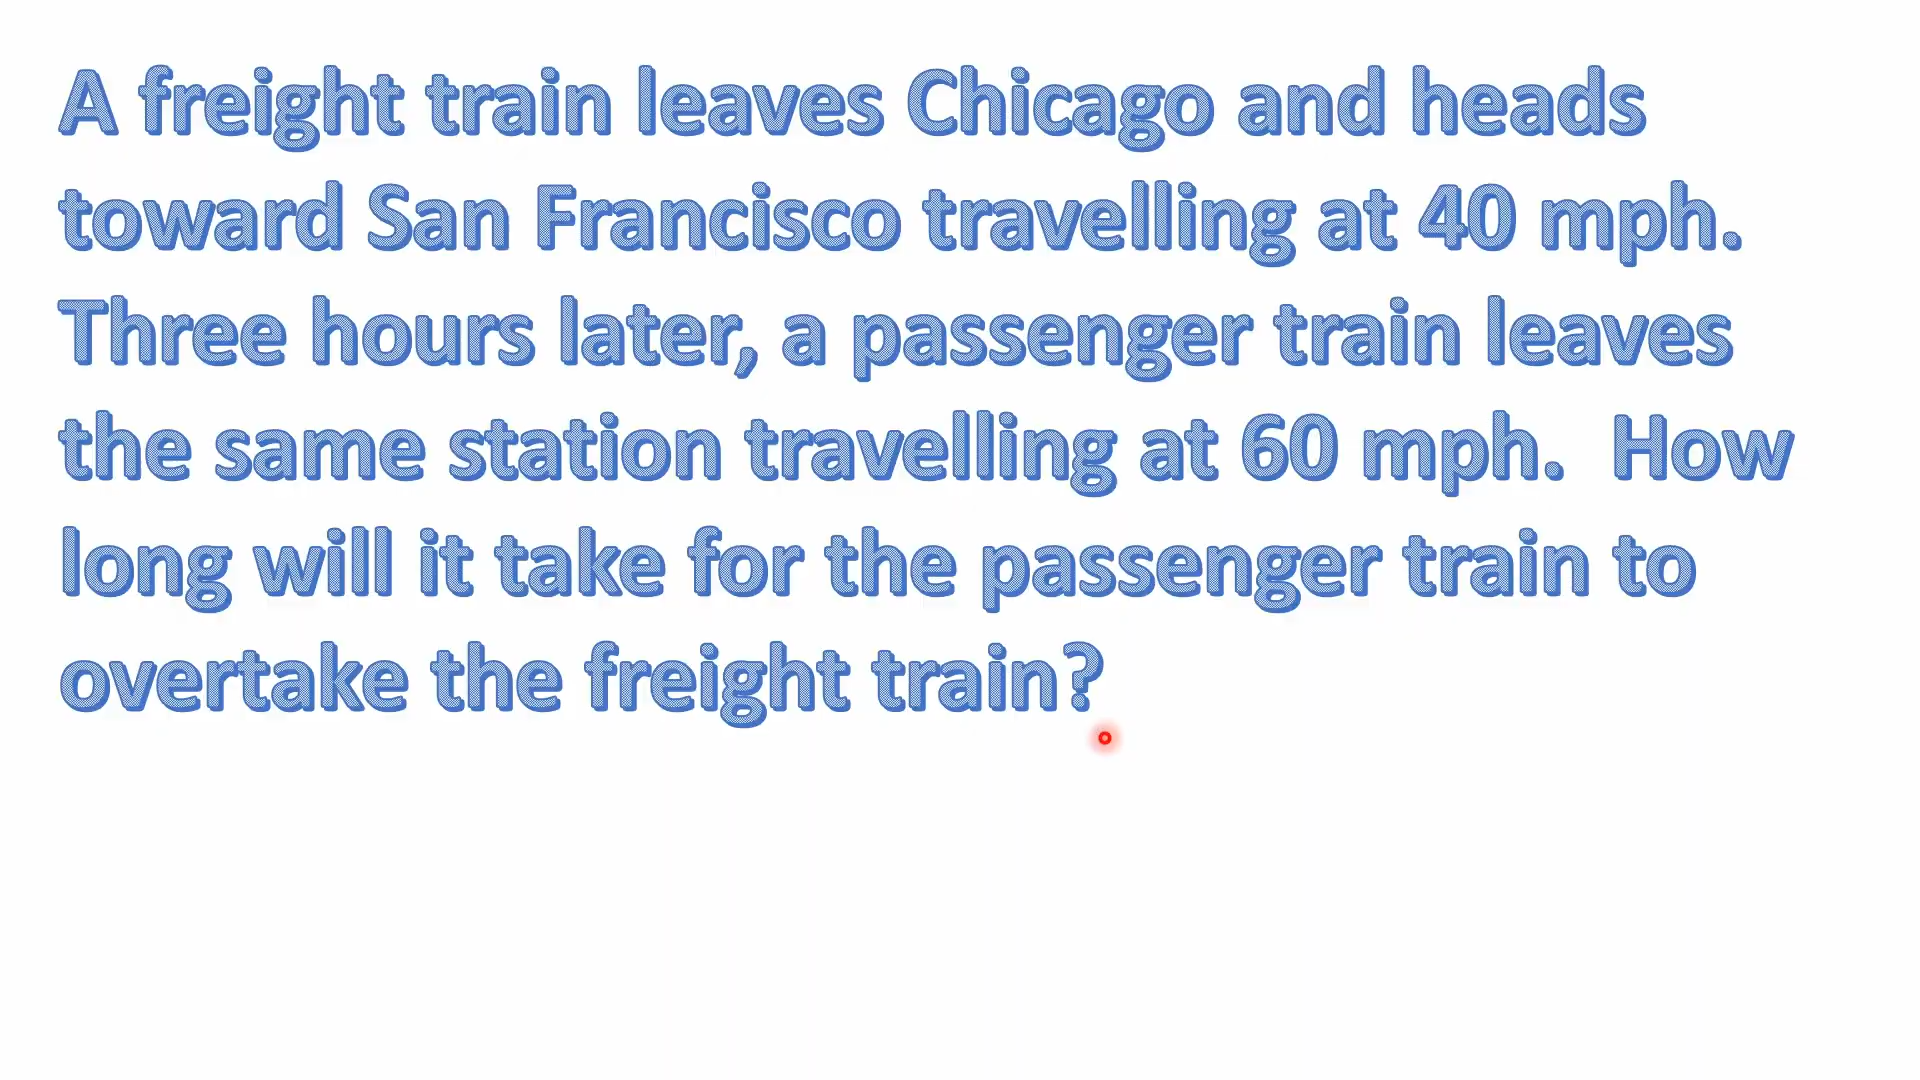 A freight train leaves Chicago and heads
toward San Francisco travelling at 40 mph.
Three hours later, a passenger train leaves
the same station travelling at 60 mph.  How
long will it take for the passenger train to
overtake the freight train?